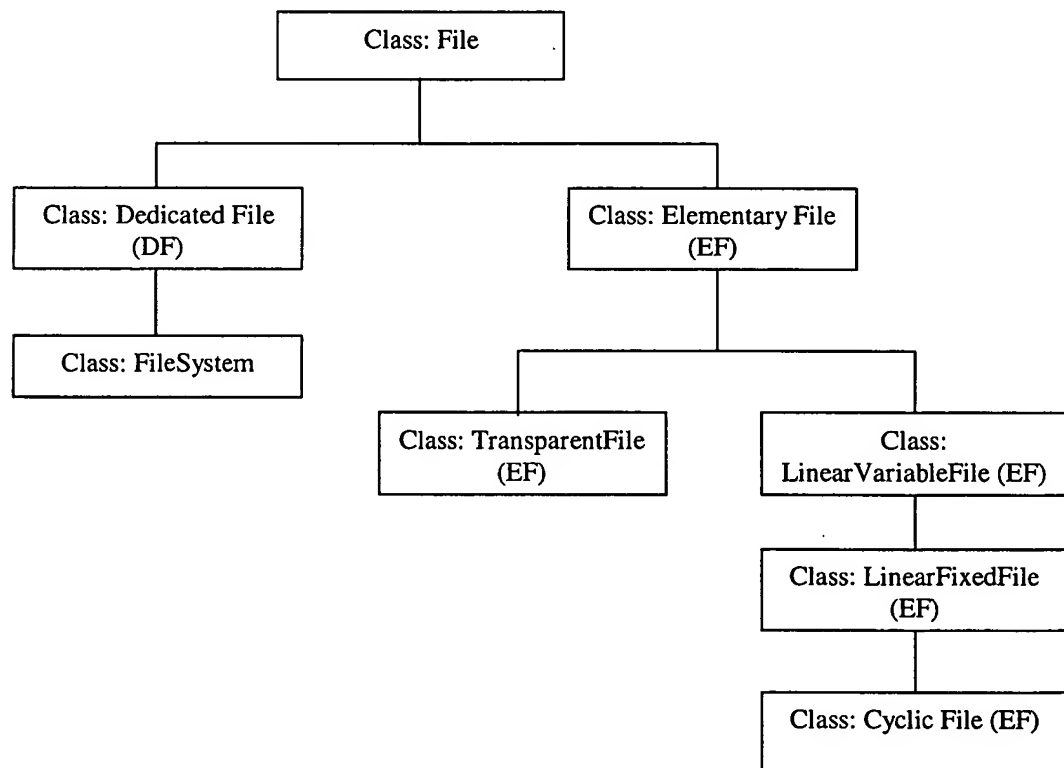 Class: File
Class: Dedicated File
(DF)
Class: Elementary File
(EF)
Class: FileSystem
Class: TransparentFile
(EF)
Class:
LinearVariableFile (EF)
Class: LinearFixedFile
(EF)
Class: Cyclic File (EF)